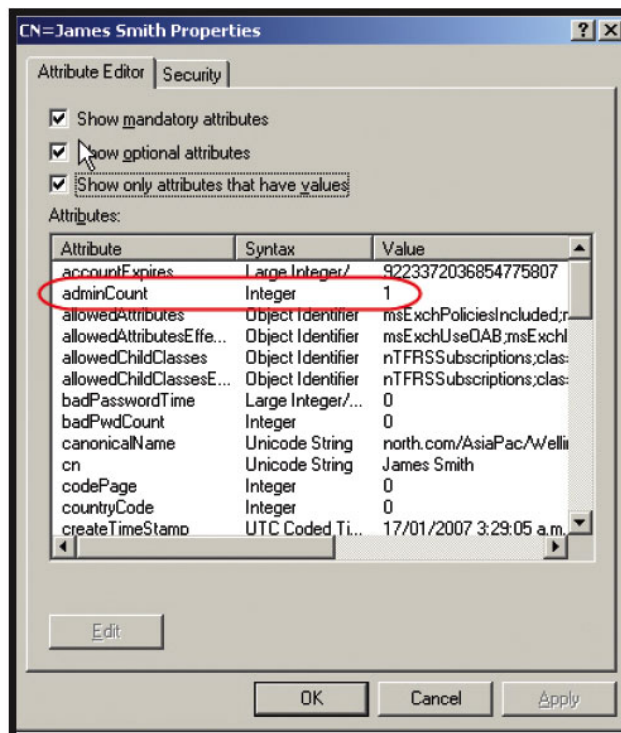 CN=James Smith Properties
Attribute Editor Security
Show mandatory attributes
how optional attributes
Show only attributes that have values
Attributes:
Attribute Syntax Value
accountExpires Large Integer/ 9223372036854775807
adminCount Integer 1
allowedAttributes Object Identifier msExchPoliciesIncluded;r
allowedAttributesEffe... Object Identifier msExchUseOAB;msExchI
allowedChildClasses Object Identifier nTFRSSubscriptions;clas
allowedChildClassesE... Object Identifier nTFRSSubscriptions;clas
badPasswordTime Large Integer/... 0
badPwdCount Integer 0
canonicalName Unicode String north.com/AsiaPac/Welli
cn Unicode String James Smith
codePage Integer 0
countryCode Integer 0
createTimeStamp UTC Coded Ti... 17/01/2007 3:29:05 a.m.
Edit
OK Cancel Apply